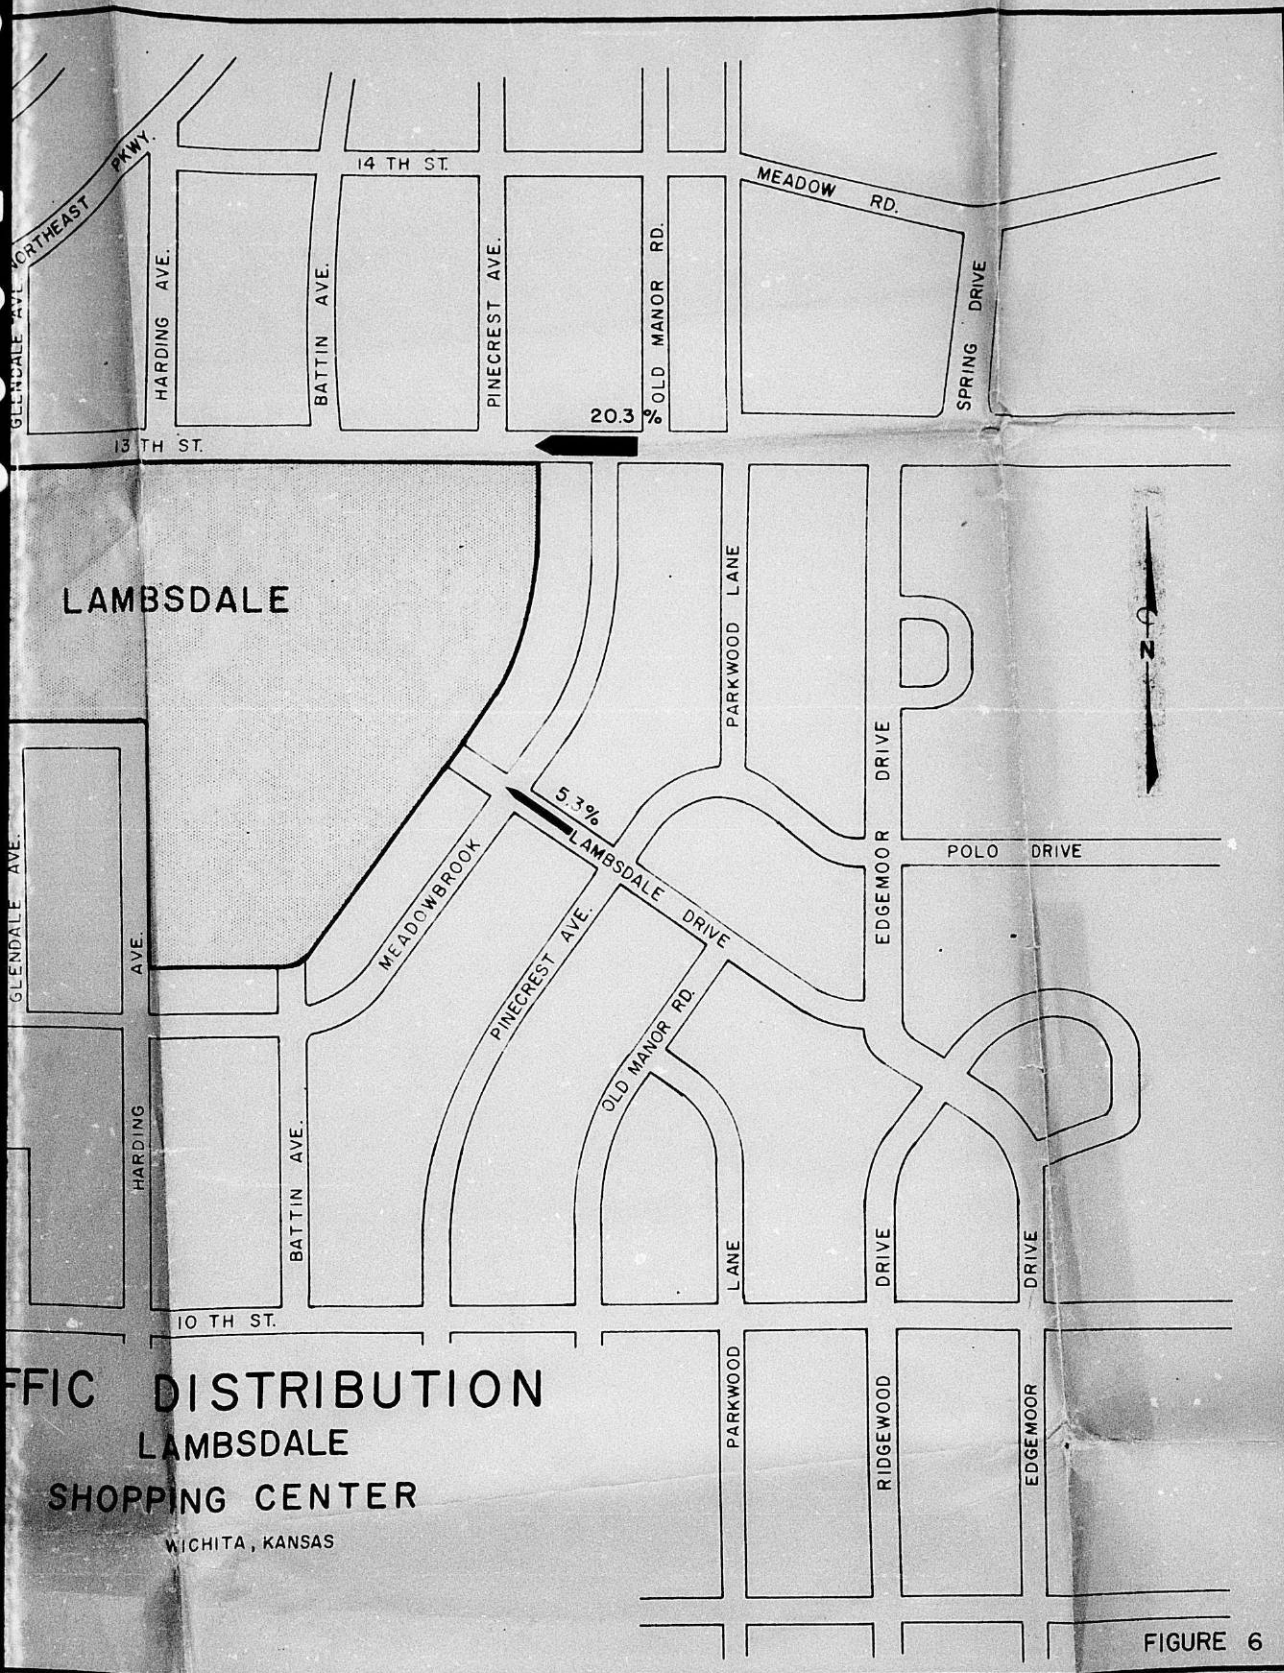 NORTHEAST PKWY.
14 TH ST.
MEADOW RD.
GLENDALE AVE.
HARDING AVE.
BATTIN AVE.
PINECREST AVE.
OLD MANOR RD.
SPRING DRIVE
20.3 %
13 TH ST.
LAMBSDALE
PARKWOOD LANE
N
EDGEMOOR DRIVE
5.3%
LAMBSDALE DRIVE
POLO DRIVE
MEADOWBROOK
GLENDALE AVE.
HARDING AVE.
PINECREST AVE.
OLD MANOR RD.
BATTIN AVE.
PARKWOOD LANE
RIDGEWOOD DRIVE
EDGEMOOR DRIVE
10 TH ST.
FFIC DISTRIBUTION
LAMBSDALE
SHOPPING CENTER
WICHITA, KANSAS
FIGURE 6